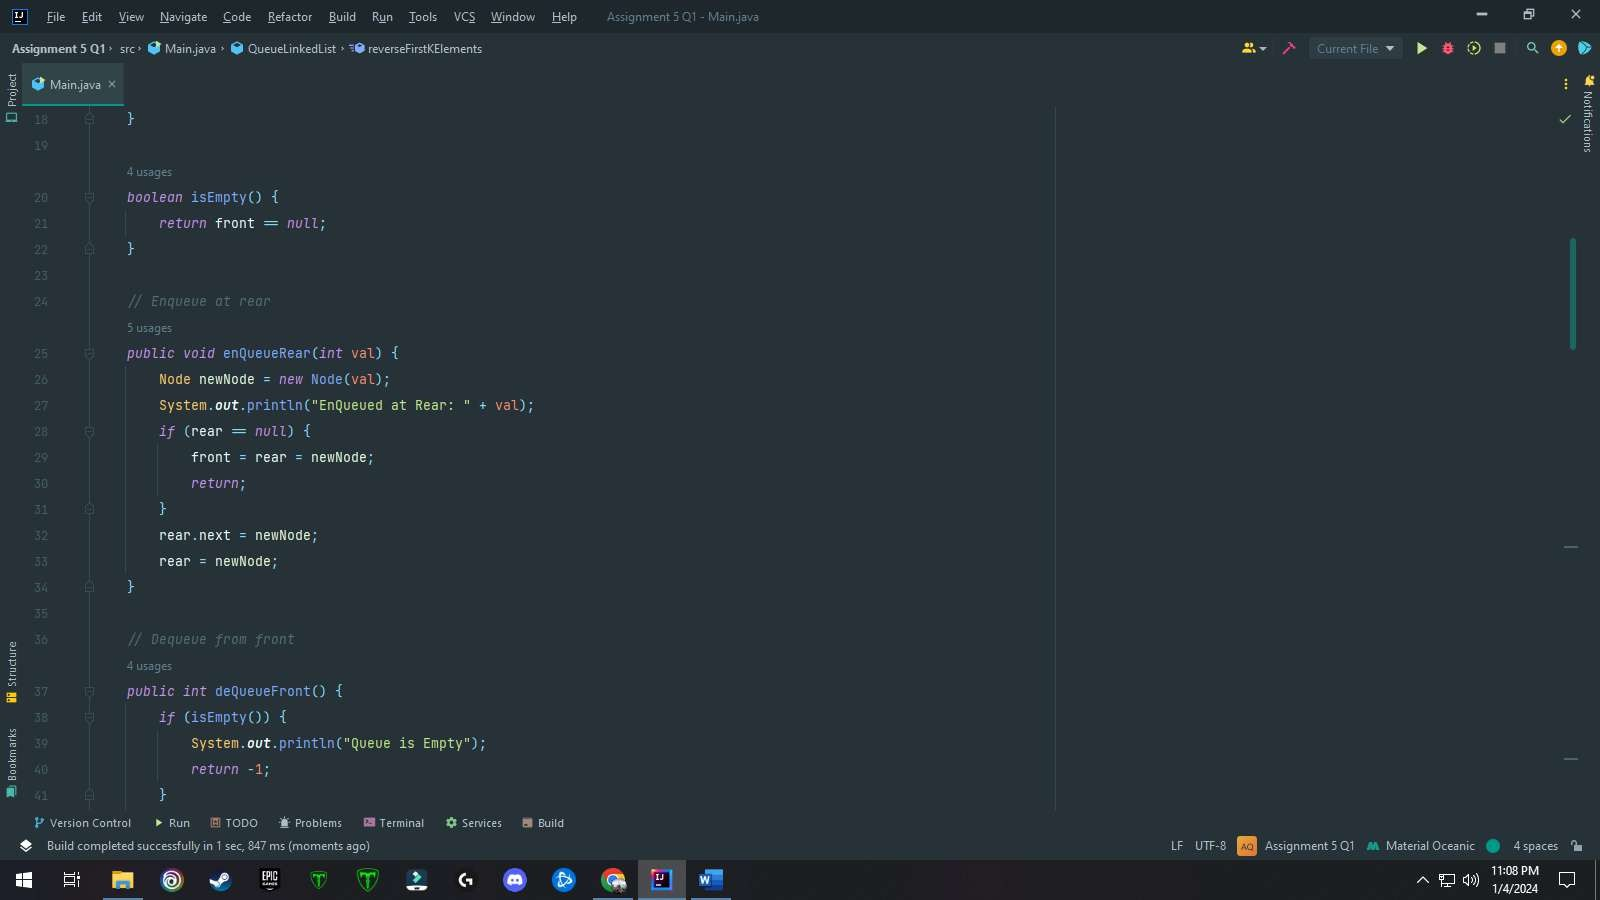 File Edit View Navigate Code Refactor Build Run Tools VCS Window Help Assignment 5 Q1 - Main.java
Assignment 5 Q1 › src › Main.java › QueueLinkedList › reverseFirstKElements
Current File
Project
Main.java
Notifications
18 }
19
4 usages
20 boolean isEmpty() {
21 return front == null;
22 }
23
24 // Enqueue at rear
5 usages
25 public void enQueueRear(int val) {
26 Node newNode = new Node(val);
27 System.out.println("EnQueued at Rear: " + val);
28 if (rear == null) {
29 front = rear = newNode;
30 return;
31 }
32 rear.next = newNode;
33 rear = newNode;
34 }
35
36 // Dequeue from front
4 usages
37 public int deQueueFront() {
38 if (isEmpty()) {
39 System.out.println("Queue is Empty");
40 return -1;
41 }
Structure
Bookmarks
Version Control Run TODO Problems Terminal Services Build
Build completed successfully in 1 sec, 847 ms (moments ago)
LF UTF-8 AQ Assignment 5 Q1 Material Oceanic 4 spaces
EPIC GAMES
11:08 PM
1/4/2024